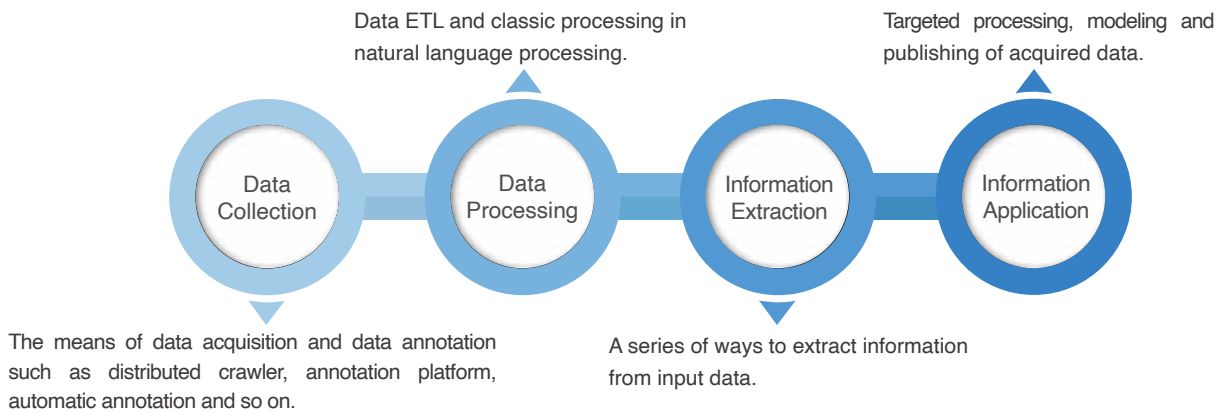 Data ETL and classic processing in
natural language processing.
Targeted processing, modeling and
publishing of acquired data.
Data
Collection
Data
Processing
Information
Extraction
Information
Application
The means of data acquisition and data annotation
such as distributed crawler, annotation platform,
automatic annotation and so on.
A series of ways to extract information
from input data.